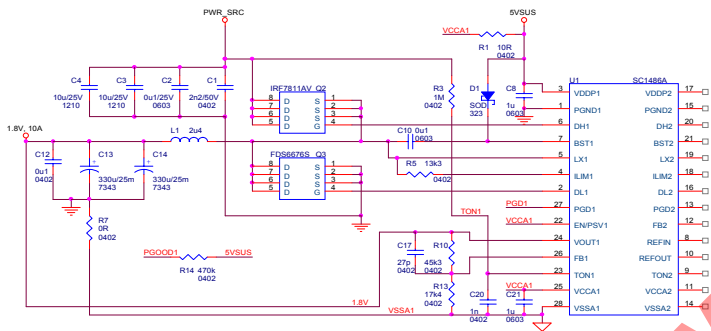 PWR_SRC
5VSUS
VCCA1
R1 10R
0402
C4
10u/25V
1210
C3
10u/25V
1210
C2
0u1/25V
0603
C1
2n2/50V
0402
IRF7811AV Q2
8 D S 1
7 D S 2
6 D S 3
5 D G 4
R3
1M
0402
D1
SOD
323
C8
1u
0603
U1 SC1486A
3 VDDP1 VDDP2 17
1 PGND1 PGND2 15
6 DH1 DH2 20
7 BST1 BST2 21
5 LX1 LX2 19
4 ILIM1 ILIM2 18
2 DL1 DL2 16
27 PGD1 PGD2 13
22 EN/PSV1 FB2 12
24 VOUT1 REFIN 8
26 FB1 REFOUT 10
23 TON1 TON2 9
25 VCCA1 VCCA2 11
28 VSSA1 VSSA2 14
1.8V, 10A
L1 2u4
C10 0u1
0603
C12
0u1
0402
C13
330u/25m
7343
C14
330u/25m
7343
FDS6676S Q3
8 D S 1
7 D S 2
6 D S 3
5 D G 4
R5 13k3
0402
PGD1
VCCA1
TON1
R7
0R
0402
PGOOD1 5VSUS
R14 470k
0402
C17
27p
0402
R10
45k3
0402
R13
17k4
0402
VCCA1
C20
1n
0402
C21
1u
0603
1.8V
VSSA1